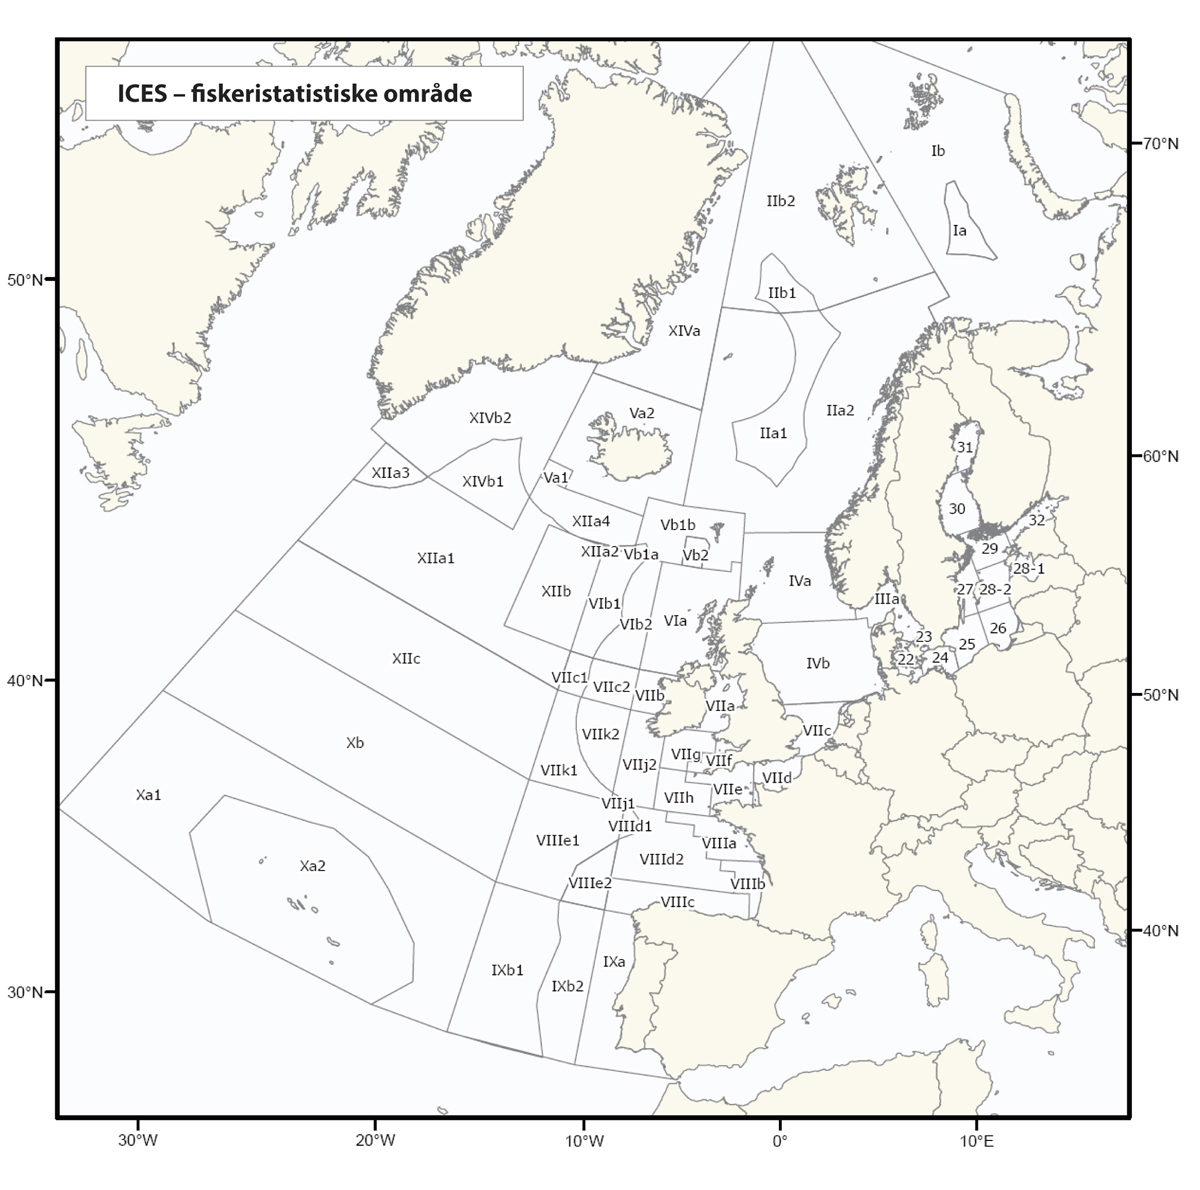 ICES – fiskeristatistiske område
70°N
Ib
IIb2
Ia
50°N
IIb1
XIVa
XIVb2
Va2
IIa2
IIa1
31
60°N
XIIa3
XIVb1
Va1
30
XIIa4
Vb1b
32
XIIa1
XIIa2
Vb1a
Vb2
29
28-1
XIIb
IVa
27
28-2
VIb1
IIIa
VIb2
VIa
26
23
25
XIIc
IVb
22
24
40°N
VIIc1
VIIc2
VIIb
50°N
VIIa
Xb
VIIk2
VIIc
VIIg
VIIf
VIIk1
VIIj2
VIId
Xa1
VIIh
VIIe
VIIj1
VIIId1
VIIIe1
VIIIa
Xa2
VIIId2
VIIIe2
VIIIb
VIIIc
40°N
IXb1
IXa
IXb2
30°N
30°W
20°W
10°W
0°
10°E